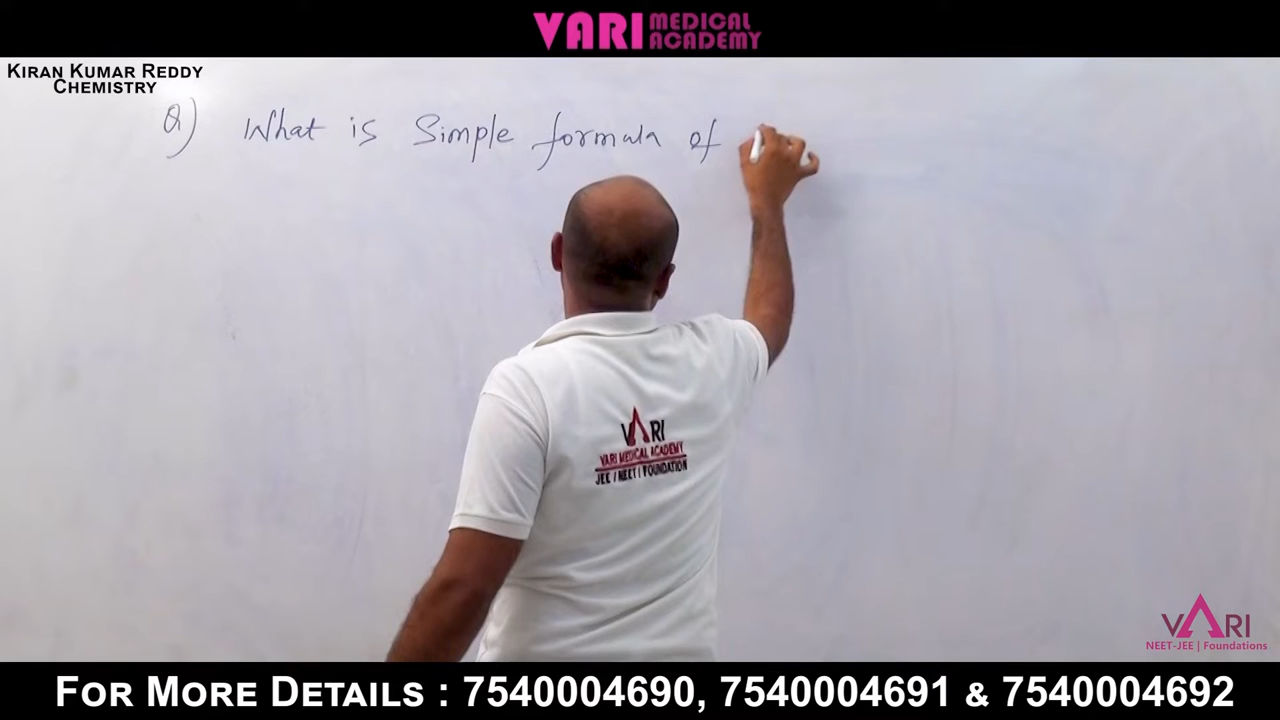 VARI MEDICAL ACADEMY
KIRAN KUMAR REDDY
CHEMISTRY
Q) What is Simple formula of
VARI
VARI MEDICAL ACADEMY
JEE / NEET | FOUNDATION
VARI
NEET-JEE | Foundations
FOR MORE DETAILS : 7540004690, 7540004691 & 7540004692